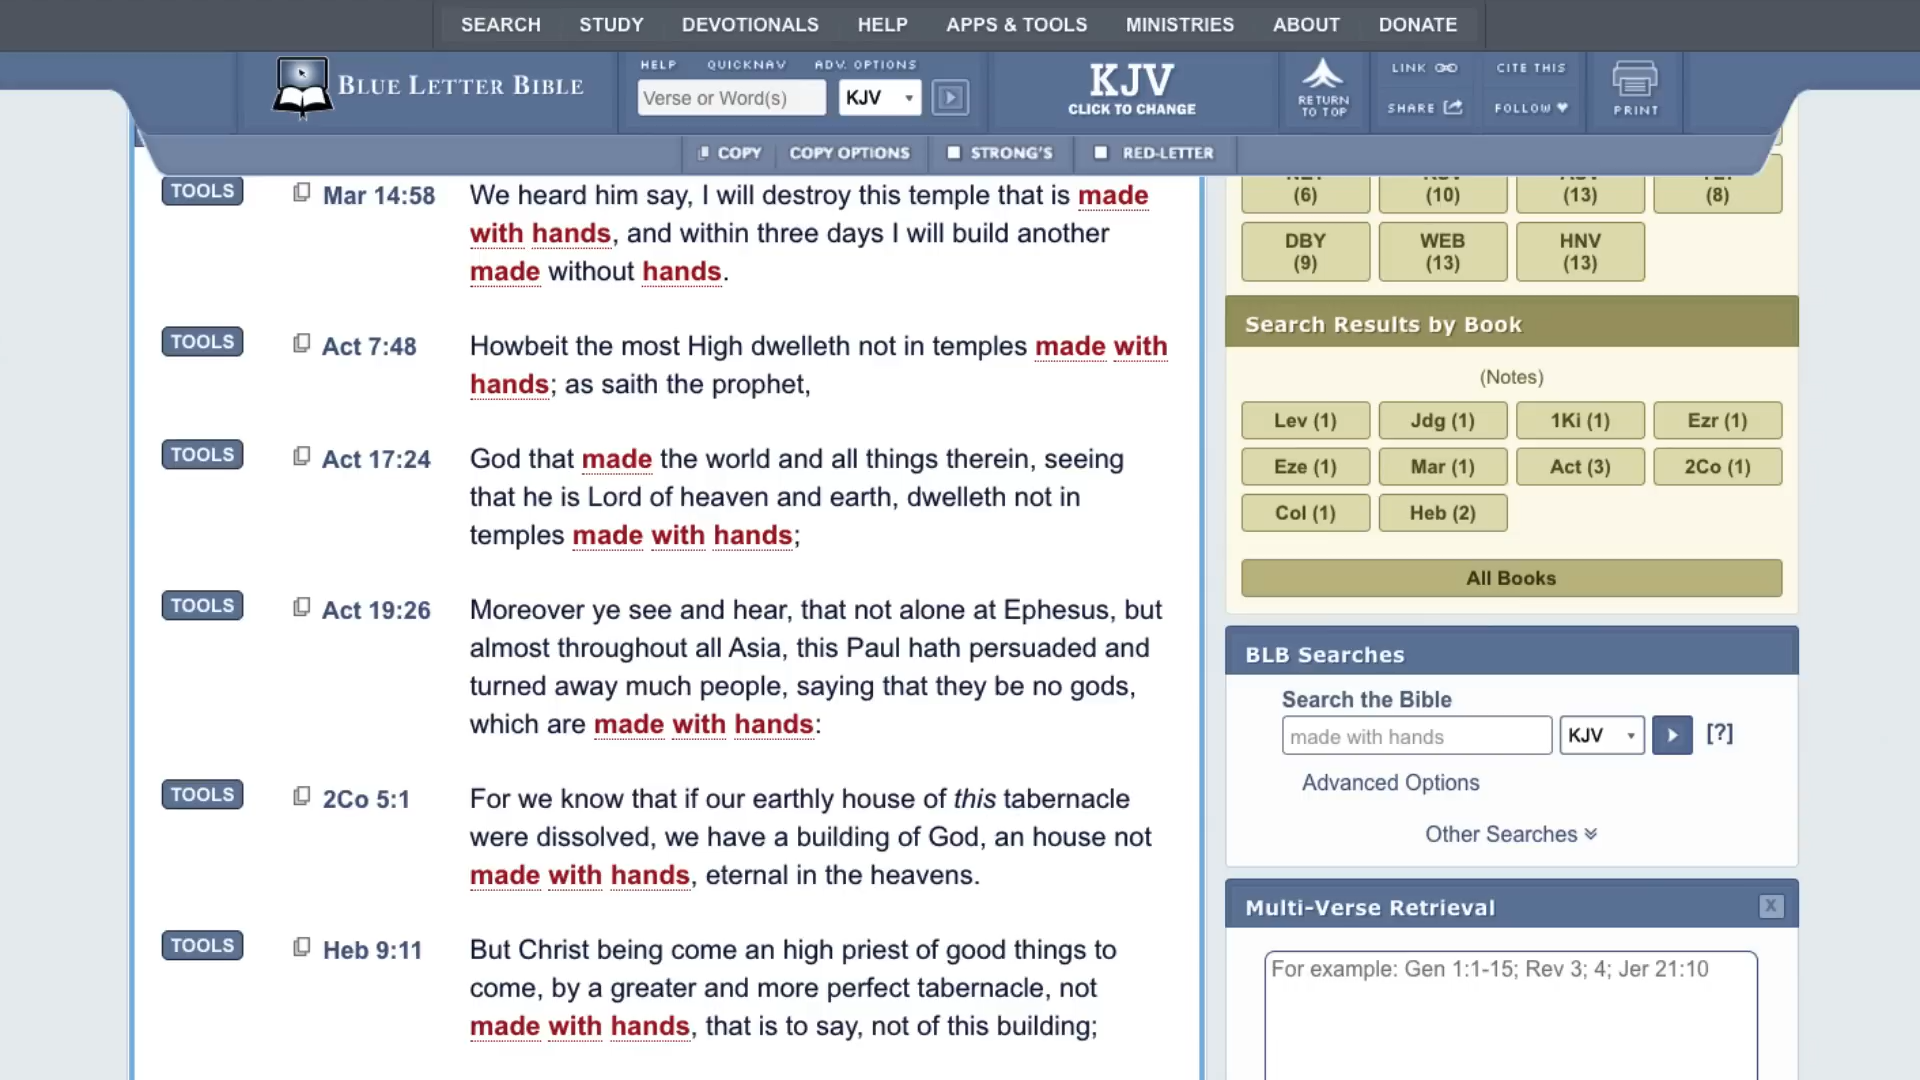 SEARCH STUDY DEVOTIONALS HELP APPS & TOOLS MINISTRIES ABOUT DONATE
BLUE LETTER BIBLE
HELP QUICKNAV ADV. OPTIONS
Verse or Word(s) KJV
KJV
CLICK TO CHANGE
RETURN
TO TOP
LINK CITE THIS
SHARE FOLLOW
PRINT
COPY COPY OPTIONS STRONG'S RED-LETTER
TOOLS Mar 14:58 We heard him say, I will destroy this temple that is made
with hands, and within three days I will build another
made without hands.
TOOLS Act 7:48 Howbeit the most High dwelleth not in temples made with
hands; as saith the prophet,
TOOLS Act 17:24 God that made the world and all things therein, seeing
that he is Lord of heaven and earth, dwelleth not in
temples made with hands;
TOOLS Act 19:26 Moreover ye see and hear, that not alone at Ephesus, but
almost throughout all Asia, this Paul hath persuaded and
turned away much people, saying that they be no gods,
which are made with hands:
TOOLS 2Co 5:1 For we know that if our earthly house of this tabernacle
were dissolved, we have a building of God, an house not
made with hands, eternal in the heavens.
TOOLS Heb 9:11 But Christ being come an high priest of good things to
come, by a greater and more perfect tabernacle, not
made with hands, that is to say, not of this building;
(6) (10) (13) (8)
DBY WEB HNV
(9) (13) (13)
Search Results by Book
(Notes)
Lev (1) Jdg (1) 1Ki (1) Ezr (1)
Eze (1) Mar (1) Act (3) 2Co (1)
Col (1) Heb (2)
All Books
BLB Searches
Search the Bible
made with hands KJV [?]
Advanced Options
Other Searches
Multi-Verse Retrieval X
For example: Gen 1:1-15; Rev 3; 4; Jer 21:10